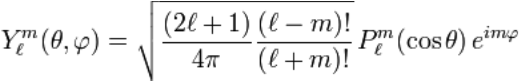 Y_ℓ^m(θ, φ) = √((2ℓ + 1)/4π (ℓ − m)!/(ℓ + m)!) P_ℓ^m(cos θ) e^{imφ}